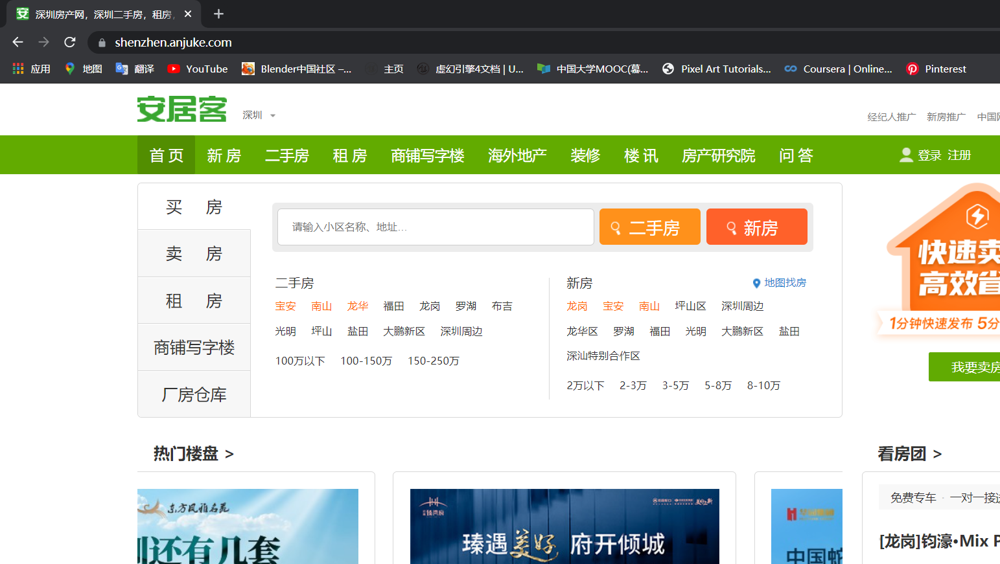 深圳房产网，深圳二手房，租房，
shenzhen.anjuke.com
应用 地图 翻译 YouTube Blender中国社区 –... 主页 虚幻引擎4文档 | U... 中国大学MOOC(慕... Pixel Art Tutorials... Coursera | Online... Pinterest
安居客 深圳
经纪人推广 新房推广 中国
首 页 新 房 二手房 租 房 商铺写字楼 海外地产 装修 楼 讯 房产研究院 问 答 登录 注册
买 房
卖 房
租 房
商铺写字楼
厂房仓库
请输入小区名称、地址... 二手房 新房
二手房
宝安 南山 龙华 福田 龙岗 罗湖 布吉
光明 坪山 盐田 大鹏新区 深圳周边
100万以下 100-150万 150-250万
新房 地图找房
龙岗 宝安 南山 坪山区 深圳周边
龙华区 罗湖 福田 光明 大鹏新区 盐田
深汕特别合作区
2万以下 2-3万 3-5万 5-8万 8-10万
快速卖
高效省
1分钟快速发布 5分
我要卖房
热门楼盘 >
东方风雅名苑
还有几套
臻湾府
瑧遇美好 府开倾城
中国蛇
看房团 >
免费专车 · 一对一接送
[龙岗]钧濠•Mix P